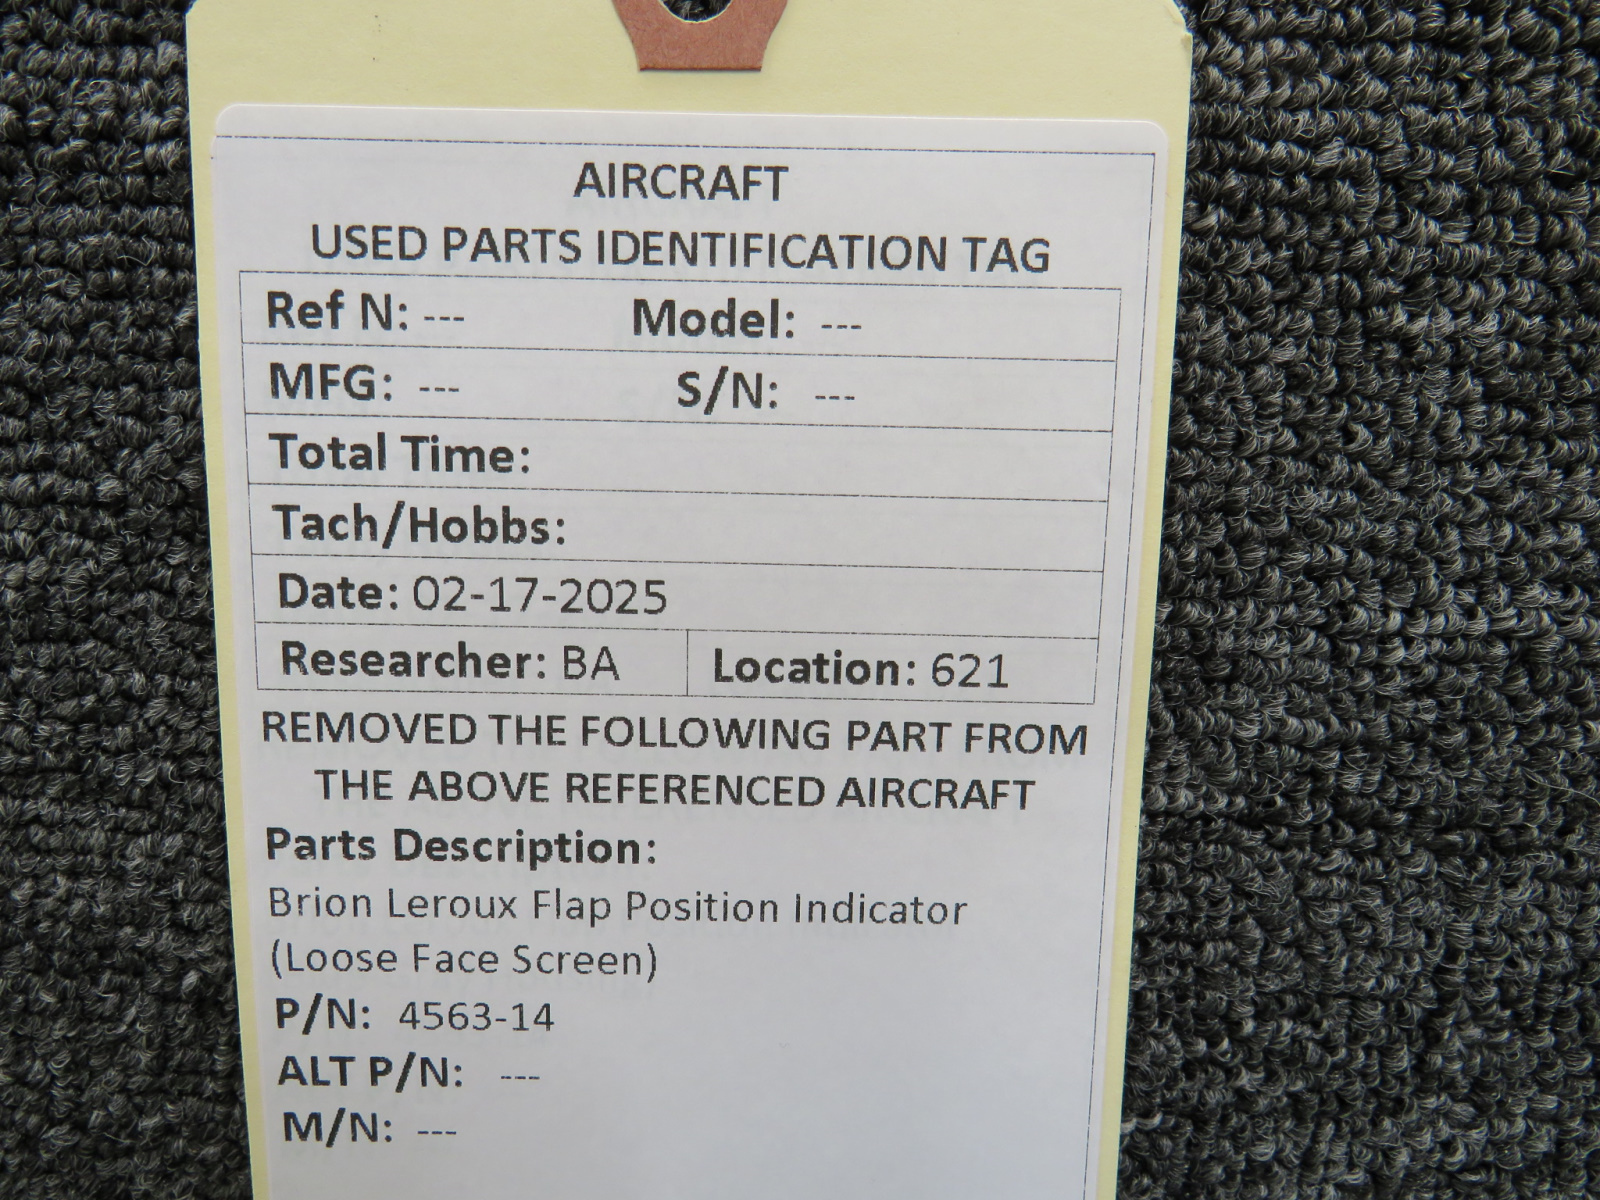 AIRCRAFT
USED PARTS IDENTIFICATION TAG
Ref N: --- Model: ---
MFG: --- S/N: ---
Total Time:
Tach/Hobbs:
Date: 02-17-2025
Researcher: BA Location: 621
REMOVED THE FOLLOWING PART FROM
THE ABOVE REFERENCED AIRCRAFT
Parts Description:
Brion Leroux Flap Position Indicator
(Loose Face Screen)
P/N: 4563-14
ALT P/N: ---
M/N: ---